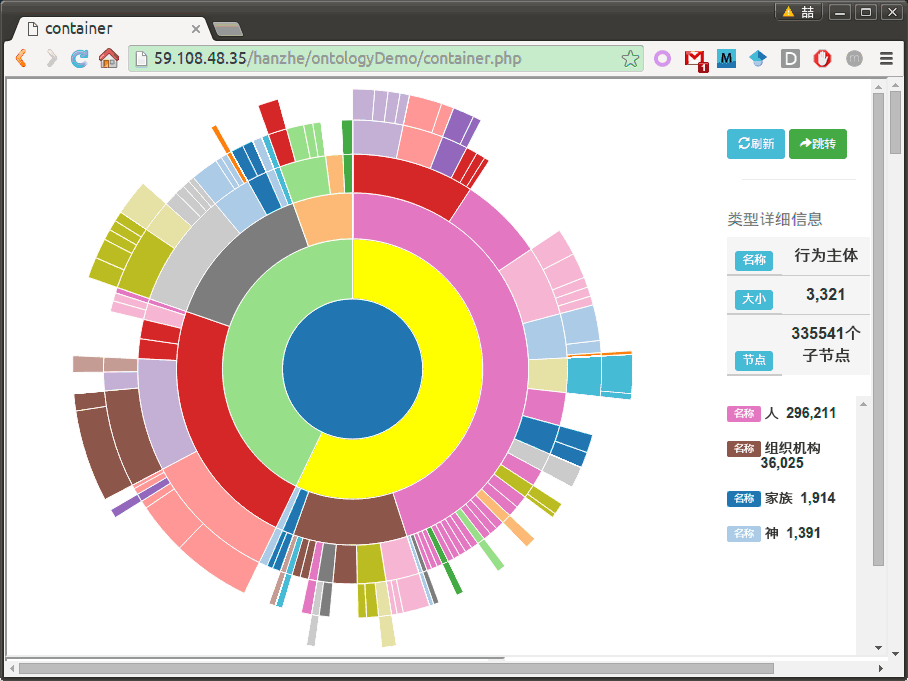 喆
container
59.108.48.35/hanzhe/ontologyDemo/container.php
1
M
D
m
刷新
跳转
类型详细信息
名称 行为主体
大小 3,321
335541个
节点 子节点
名称 人 296,211
名称 组织机构
36,025
名称 家族 1,914
名称 神 1,391